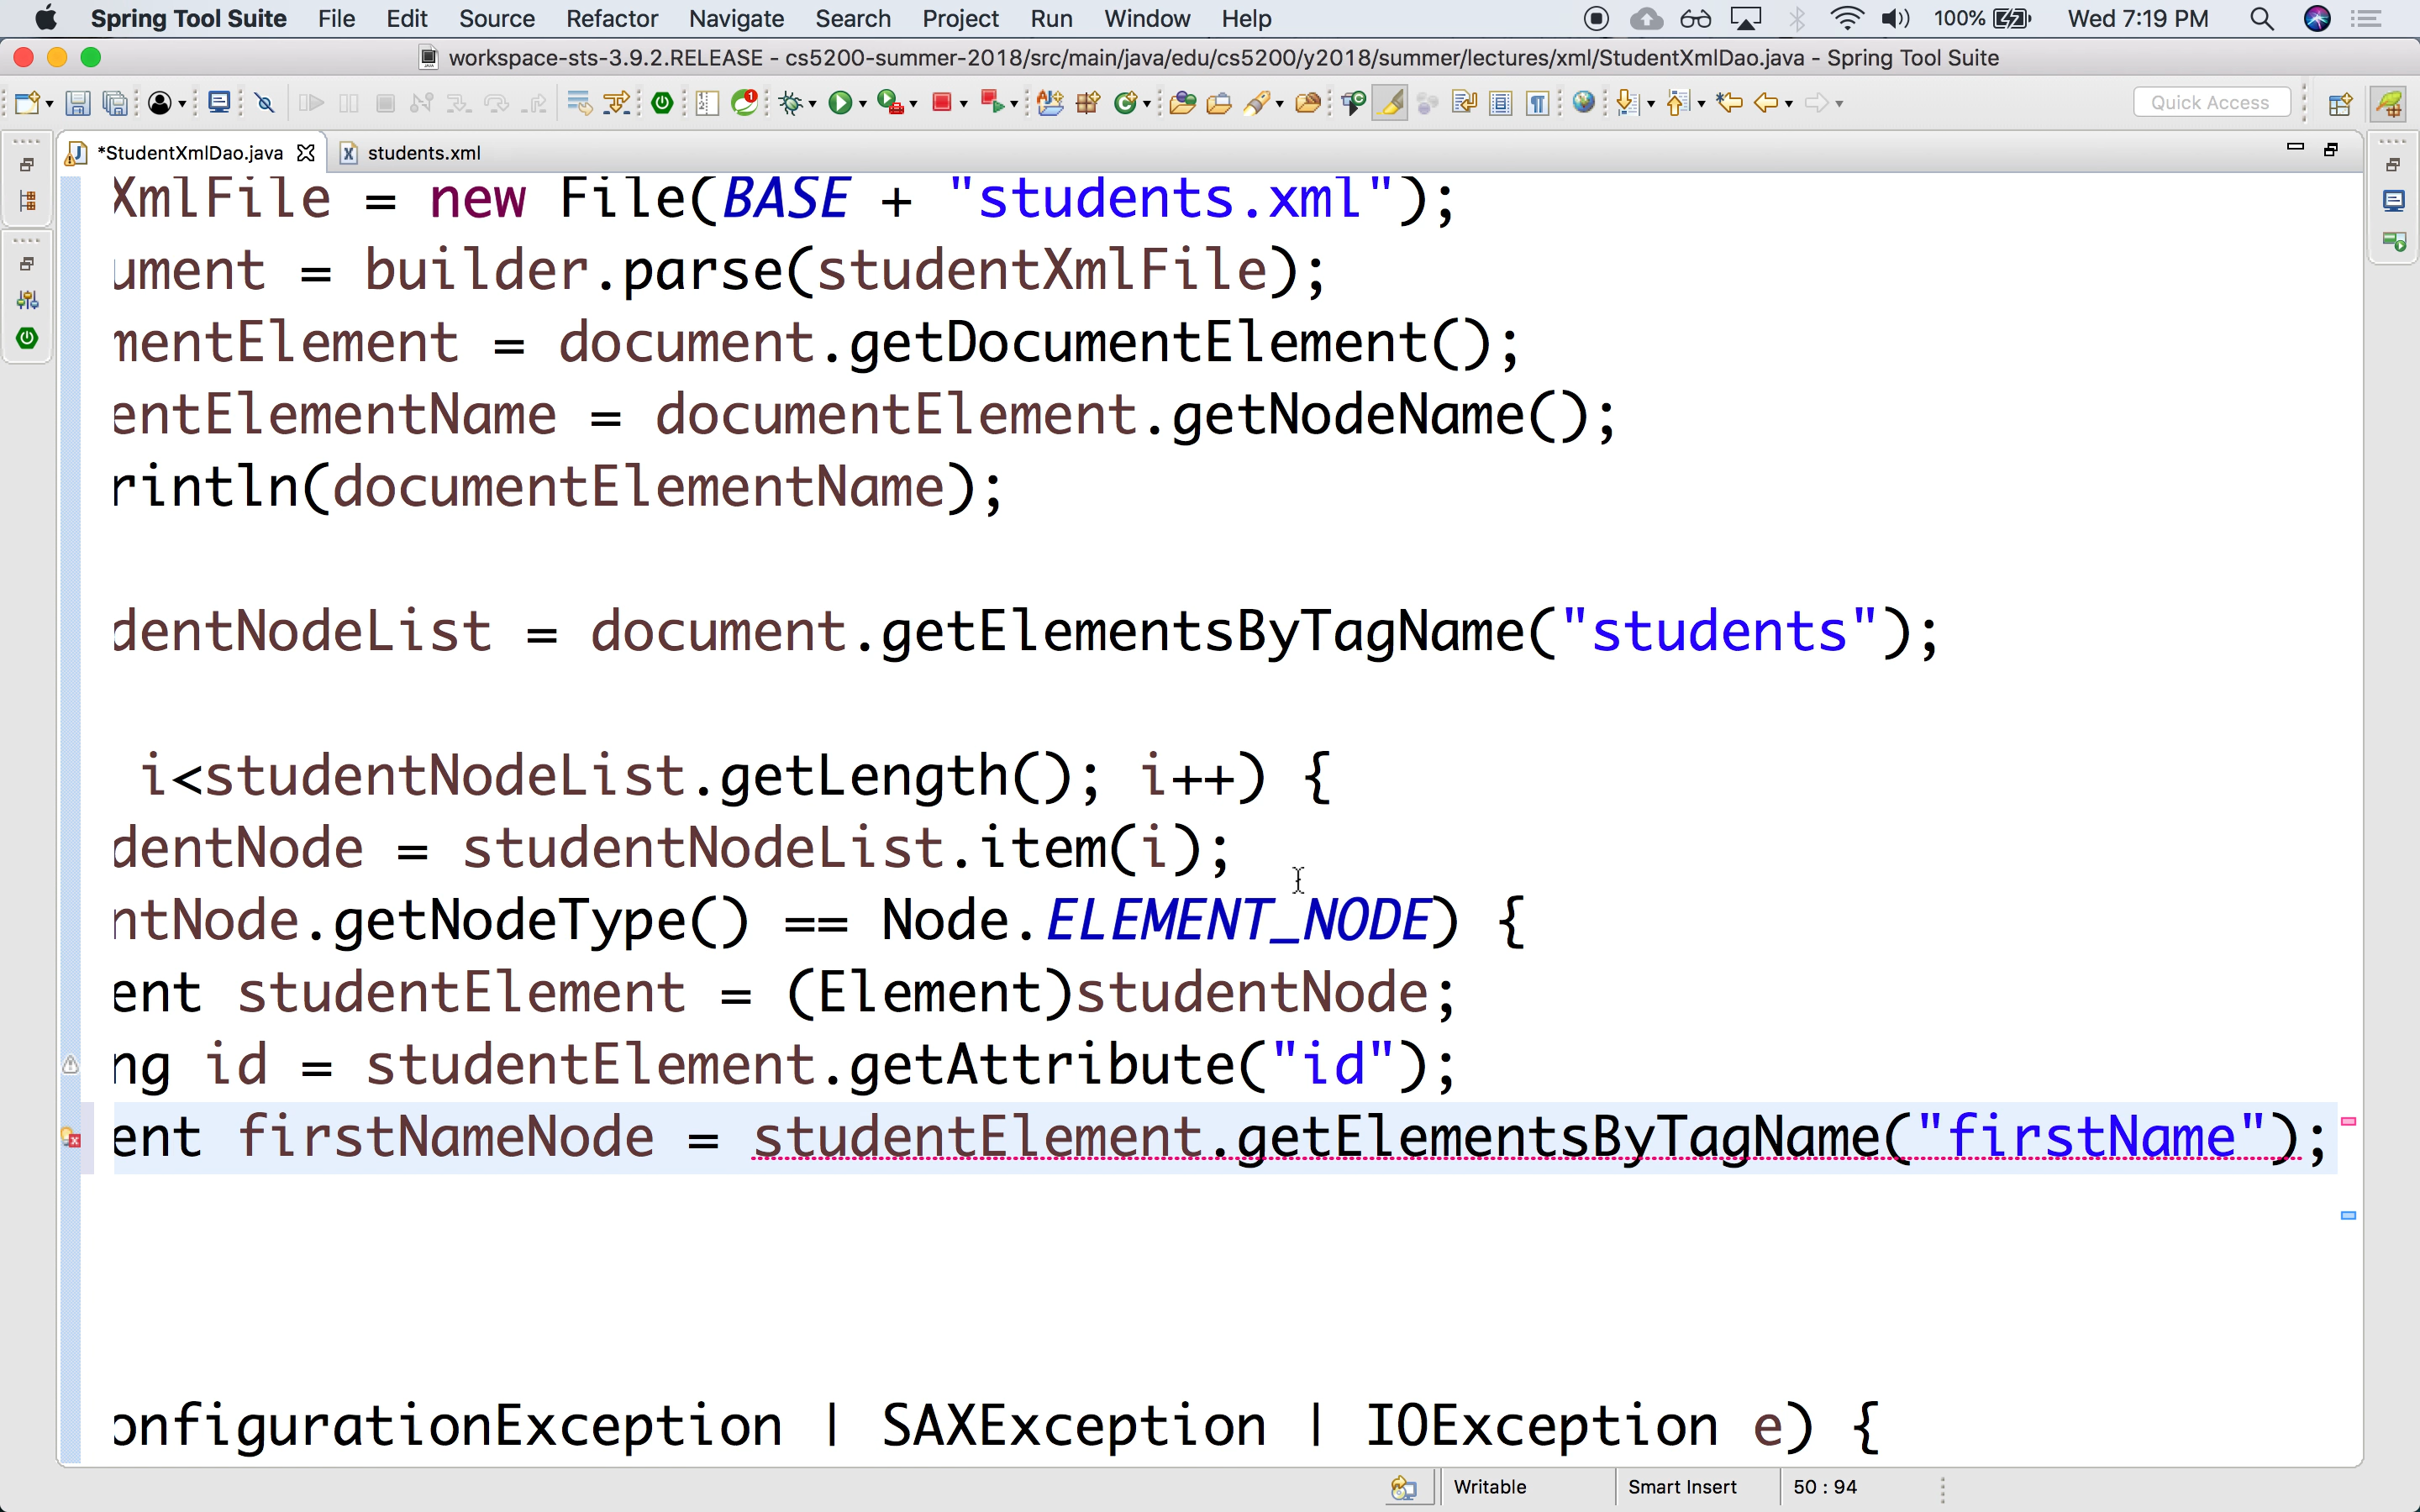 Spring Tool Suite File Edit Source Refactor Navigate Search Project Run Window Help 100% Wed 7:19 PM
workspace-sts-3.9.2.RELEASE - cs5200-summer-2018/src/main/java/edu/cs5200/y2018/summer/lectures/xml/StudentXmlDao.java - Spring Tool Suite
Quick Access
*StudentXmlDao.java students.xml
XmlFile = new File(BASE + "students.xml");
ument = builder.parse(studentXmlFile);
mentElement = document.getDocumentElement();
entElementName = documentElement.getNodeName();
rintln(documentElementName);
dentNodeList = document.getElementsByTagName("students");
i<studentNodeList.getLength(); i++) {
dentNode = studentNodeList.item(i);
ntNode.getNodeType() == Node.ELEMENT_NODE) {
ent studentElement = (Element)studentNode;
ng id = studentElement.getAttribute("id");
ent firstNameNode = studentElement.getElementsByTagName("firstName");
onfigurationException | SAXException | IOException e) {
Writable Smart Insert 50 : 94